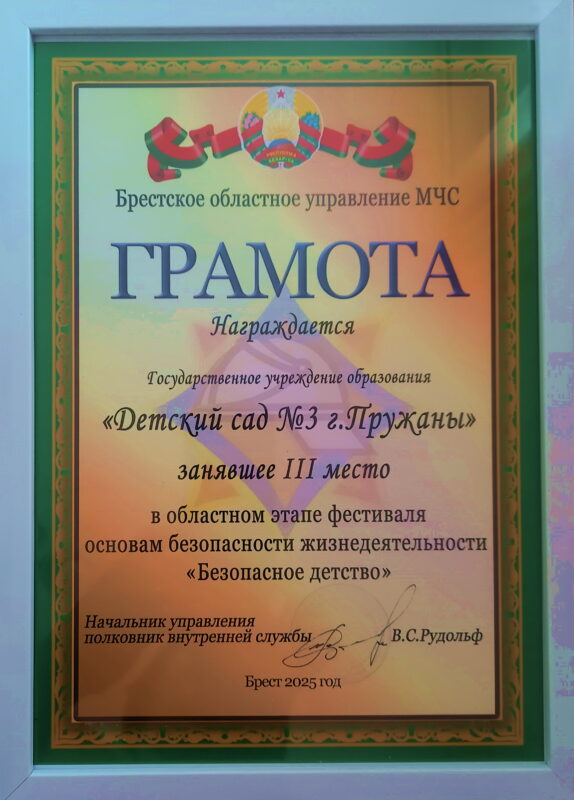 Брестское областное управление МЧС
ГРАМОТА
Награждается
Государственное учреждение образования
«Детский сад №3 г.Пружаны»
занявшее III место
в областном этапе фестиваля
основам безопасности жизнедеятельности
«Безопасное детство»
Начальник управления
полковник внутренней службы В.С.Рудольф
Брест 2025 год